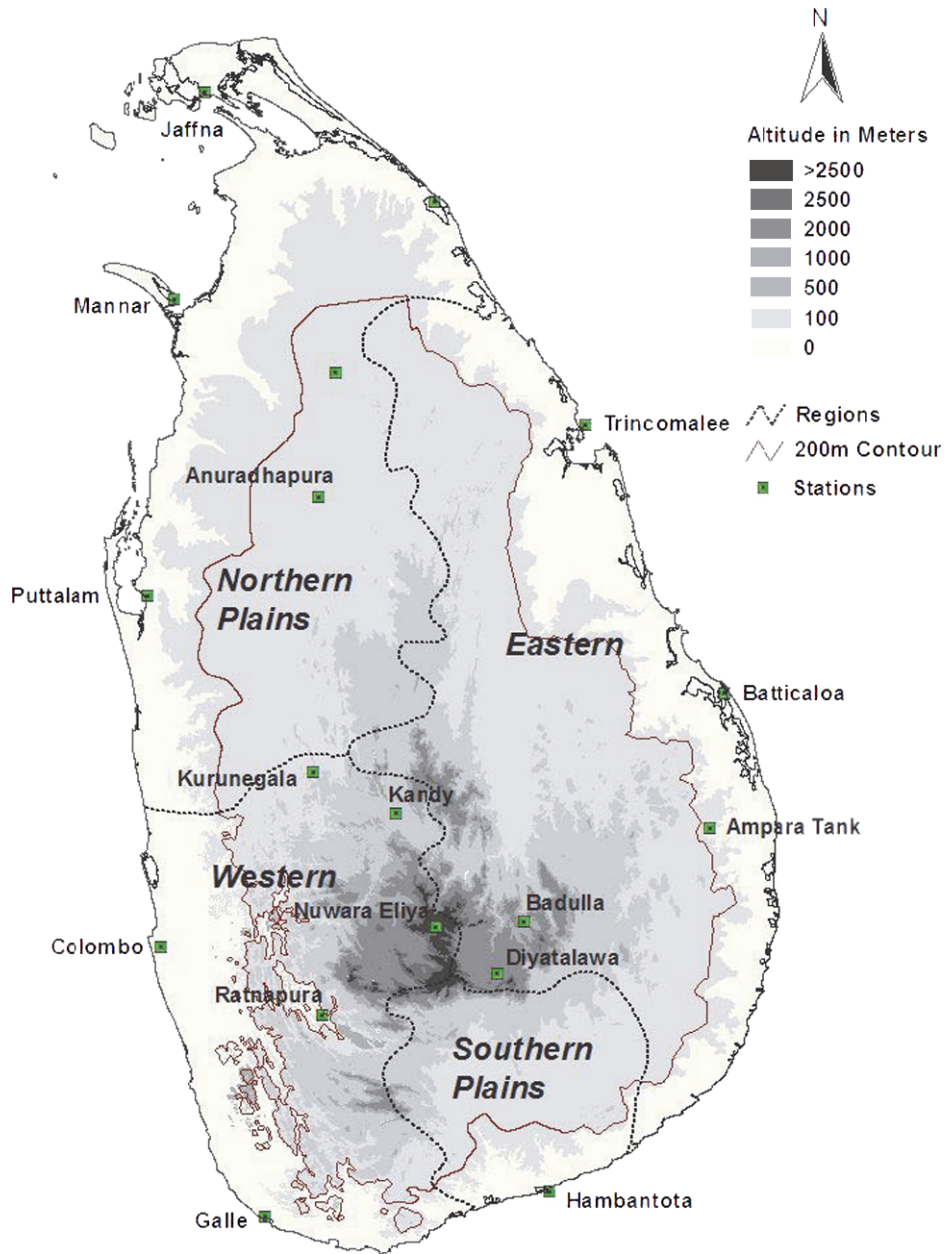 N
Jaffna
Altitude in Meters
>2500
2500
2000
1000
500
100
0
Mannar
Regions
200m Contour
Stations
Trincomalee
Anuradhapura
Northern
Plains
Puttalam
Eastern
Batticaloa
Kurunegala
Kandy
Ampara Tank
Western
Nuwara Eliya
Badulla
Colombo
Diyatalawa
Ratnapura
Southern
Plains
Hambantota
Galle